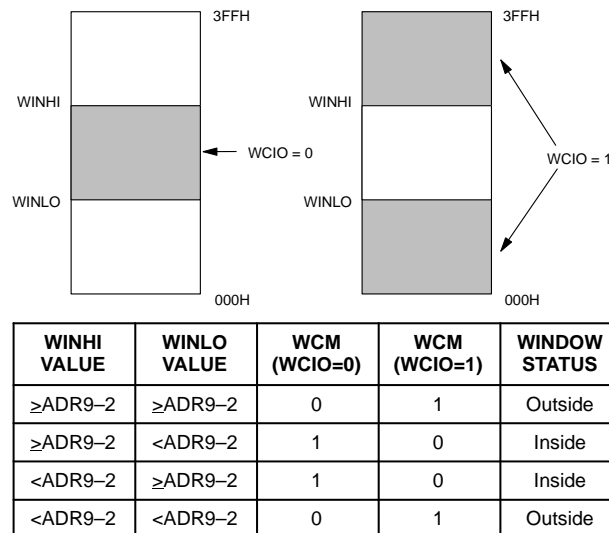 3FFH
3FFH
WINHI
WINHI
WCIO = 0
WCIO = 1
WINLO
WINLO
000H
000H
WINHI VALUE WINLO VALUE WCM (WCIO=0) WCM (WCIO=1) WINDOW STATUS
≥ADR9–2 ≥ADR9–2 0 1 Outside
≥ADR9–2 <ADR9–2 1 0 Inside
<ADR9–2 ≥ADR9–2 1 0 Inside
<ADR9–2 <ADR9–2 0 1 Outside